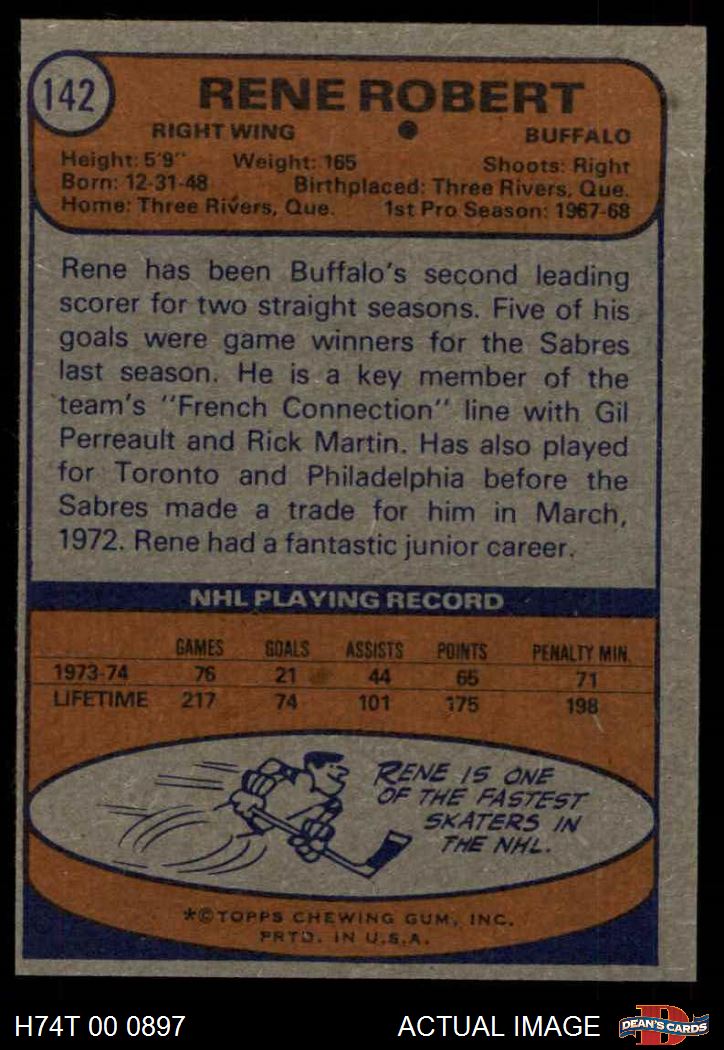 142
RENE ROBERT
RIGHT WING BUFFALO
Height: 5'9" Weight: 165 Shoots: Right
Born: 12-31-48 Birthplaced: Three Rivers, Que.
Home: Three Rivers, Que. 1st Pro Season: 1967-68
Rene has been Buffalo's second leading
scorer for two straight seasons. Five of his
goals were game winners for the Sabres
last season. He is a key member of the
team's "French Connection" line with Gil
Perreault and Rick Martin. Has also played
for Toronto and Philadelphia before the
Sabres made a trade for him in March,
1972. Rene had a fantastic junior career.
NHL PLAYING RECORD
GAMES GOALS ASSISTS POINTS PENALTY MIN.
1973-74 76 21 44 65 71
LIFETIME 217 74 101 175 198
RENE IS ONE
OF THE FASTEST
SKATERS IN
THE NHL.
*©TOPPS CHEWING GUM, INC.
PRTD. IN U.S.A.
H74T 00 0897 ACTUAL IMAGE
D
DEAN'S CARDS